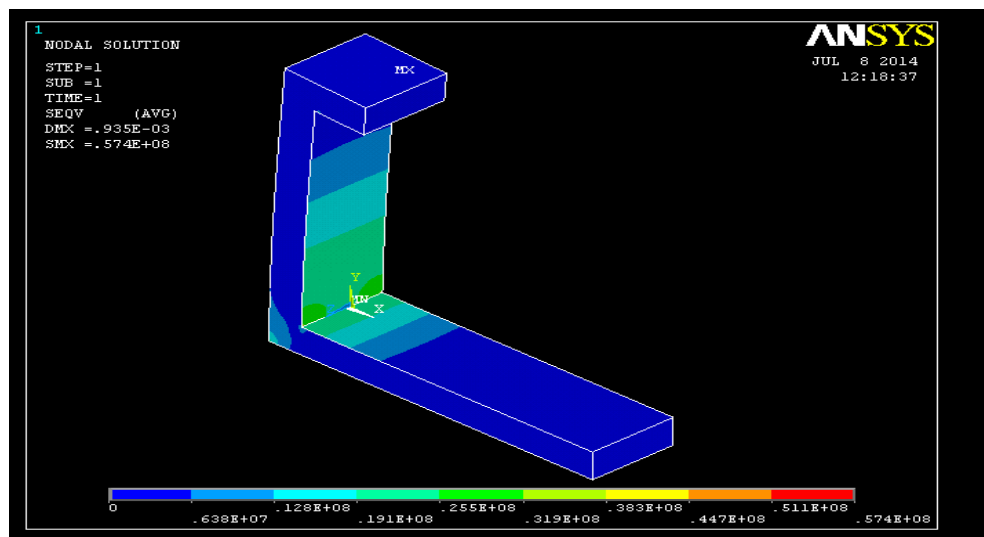 1
NODAL SOLUTION
STEP=1
SUB =1
TIME=1
SEQV (AVG)
DMX =.935E-03
SMX =.574E+08
ANSYS
JUL 8 2014
12:18:37
MX
Y
MN
X
0 .128E+08 .255E+08 .383E+08 .511E+08
.638E+07 .191E+08 .319E+08 .447E+08 .574E+08